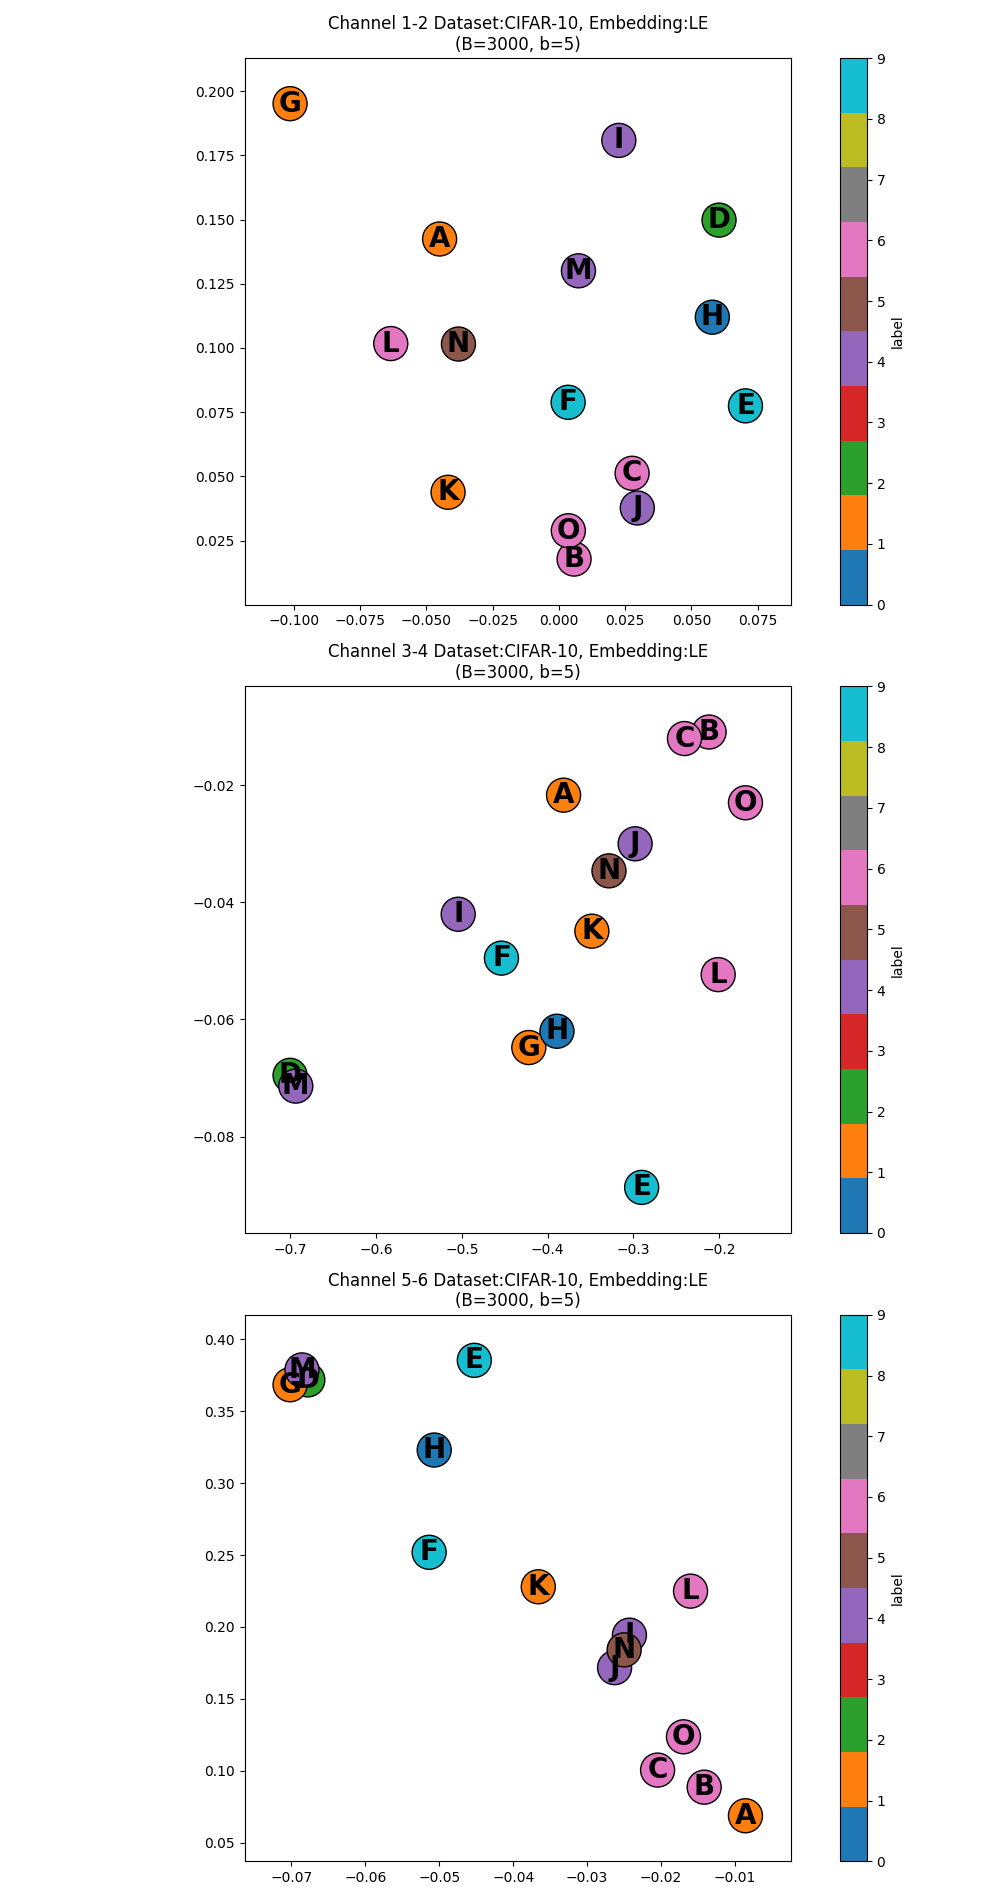 Channel 1-2 Dataset:CIFAR-10, Embedding:LE
(B=3000, b=5)
0.200
0.175
0.150
0.125
0.100
0.075
0.050
0.025
G
I
D
A
M
H
L
N
F
E
C
K
J
O
B
−0.100
−0.075
−0.050
−0.025
0.000
0.025
0.050
0.075
9
8
7
6
5
4
3
2
1
0
label
Channel 3-4 Dataset:CIFAR-10, Embedding:LE
(B=3000, b=5)
−0.02
−0.04
−0.06
−0.08
B
C
A
O
J
N
I
K
F
L
H
G
D
M
E
−0.7
−0.6
−0.5
−0.4
−0.3
−0.2
9
8
7
6
5
4
3
2
1
0
label
Channel 5-6 Dataset:CIFAR-10, Embedding:LE
(B=3000, b=5)
0.40
0.35
0.30
0.25
0.20
0.15
0.10
0.05
E
M
D
G
H
F
K
L
I
N
J
O
C
B
A
−0.07
−0.06
−0.05
−0.04
−0.03
−0.02
−0.01
9
8
7
6
5
4
3
2
1
0
label